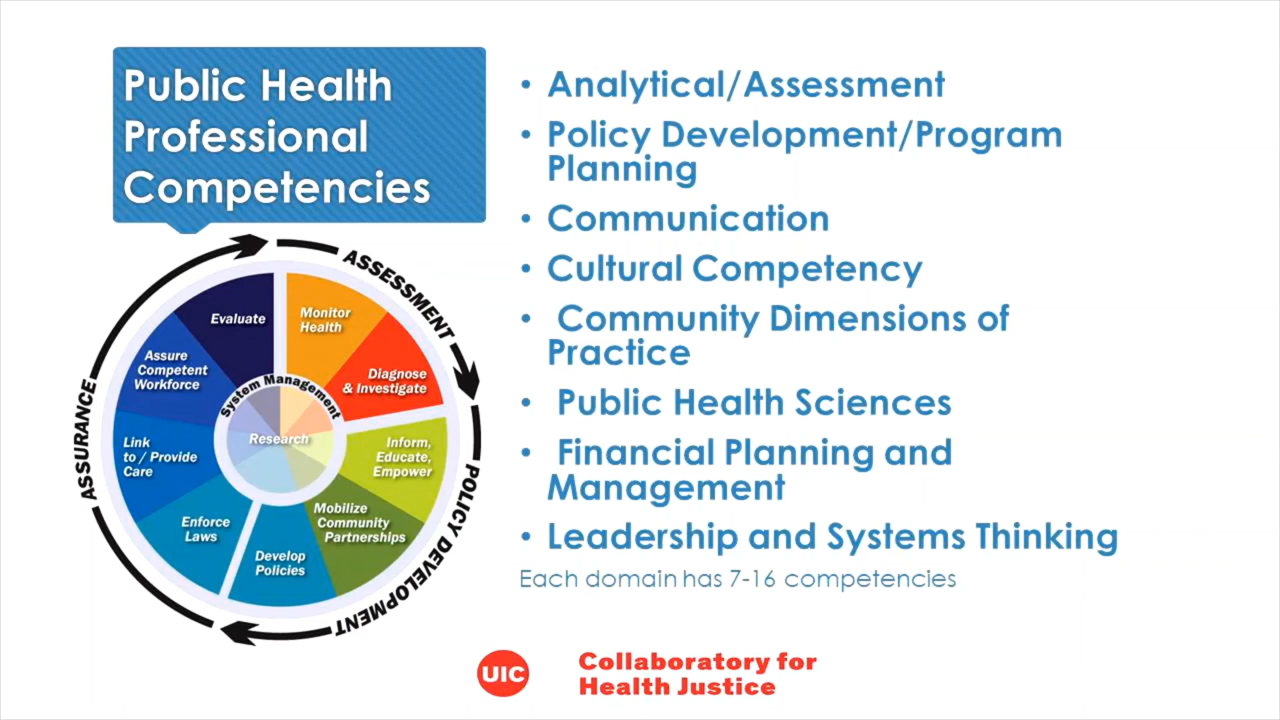 Public Health
Professional
Competencies
ASSESSMENT
POLICY DEVELOPMENT
ASSURANCE
Evaluate
Monitor
Health
Diagnose
& Investigate
Inform,
Educate,
Empower
Mobilize
Community
Partnerships
Develop
Policies
Enforce
Laws
Link
to / Provide
Care
Assure
Competent
Workforce
System Management
Research
• Analytical/Assessment
• Policy Development/Program
Planning
• Communication
• Cultural Competency
• Community Dimensions of
Practice
• Public Health Sciences
• Financial Planning and
Management
• Leadership and Systems Thinking
Each domain has 7-16 competencies
UIC
Collaboratory for
Health Justice